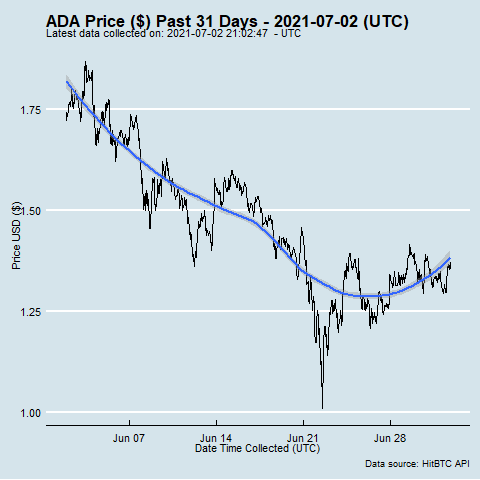 ADA Price ($) Past 31 Days - 2021-07-02 (UTC)
Latest data collected on: 2021-07-02 21:02:47 - UTC
1.75
1.50
1.25
1.00
Price USD ($)
Jun 07 Jun 14 Jun 21 Jun 28
Date Time Collected (UTC)
Data source: HitBTC API